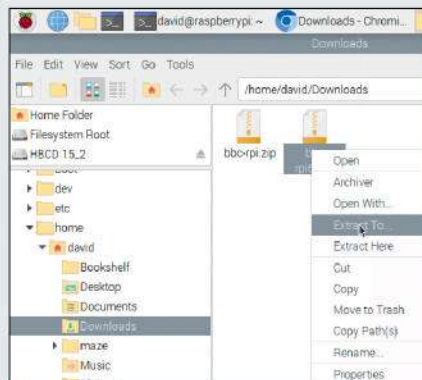 david@raspberrypi: ~
Downloads - Chromi...
Downloads
File Edit View Sort Go Tools
/home/david/Downloads
Home Folder
Filesystem Root
HBCD 15_2
dev
etc
home
david
Bookshelf
Desktop
Documents
Downloads
maze
Music
bbc-rpi.zip
Open
Archiver
Open With...
Extract To...
Extract Here
Cut
Copy
Move to Trash
Copy Path(s)
Rename...
Properties